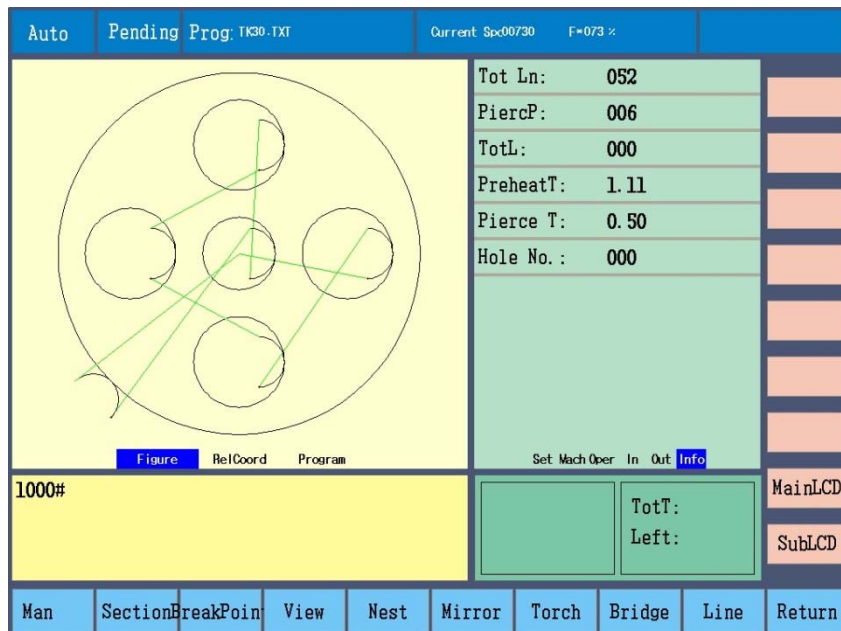 Auto Pending Prog: TK30.TXT Current Spc00730 F*073 %
Tot Ln: 052
PiercP: 006
TotL: 000
PreheatT: 1.11
Pierce T: 0.50
Hole No.: 000
Figure RelCoord Program
Set Mach Oper In Out Info
1000#
TotT:
Left:
MainLCD
SubLCD
Man Section BreakPoin View Nest Mirror Torch Bridge Line Return